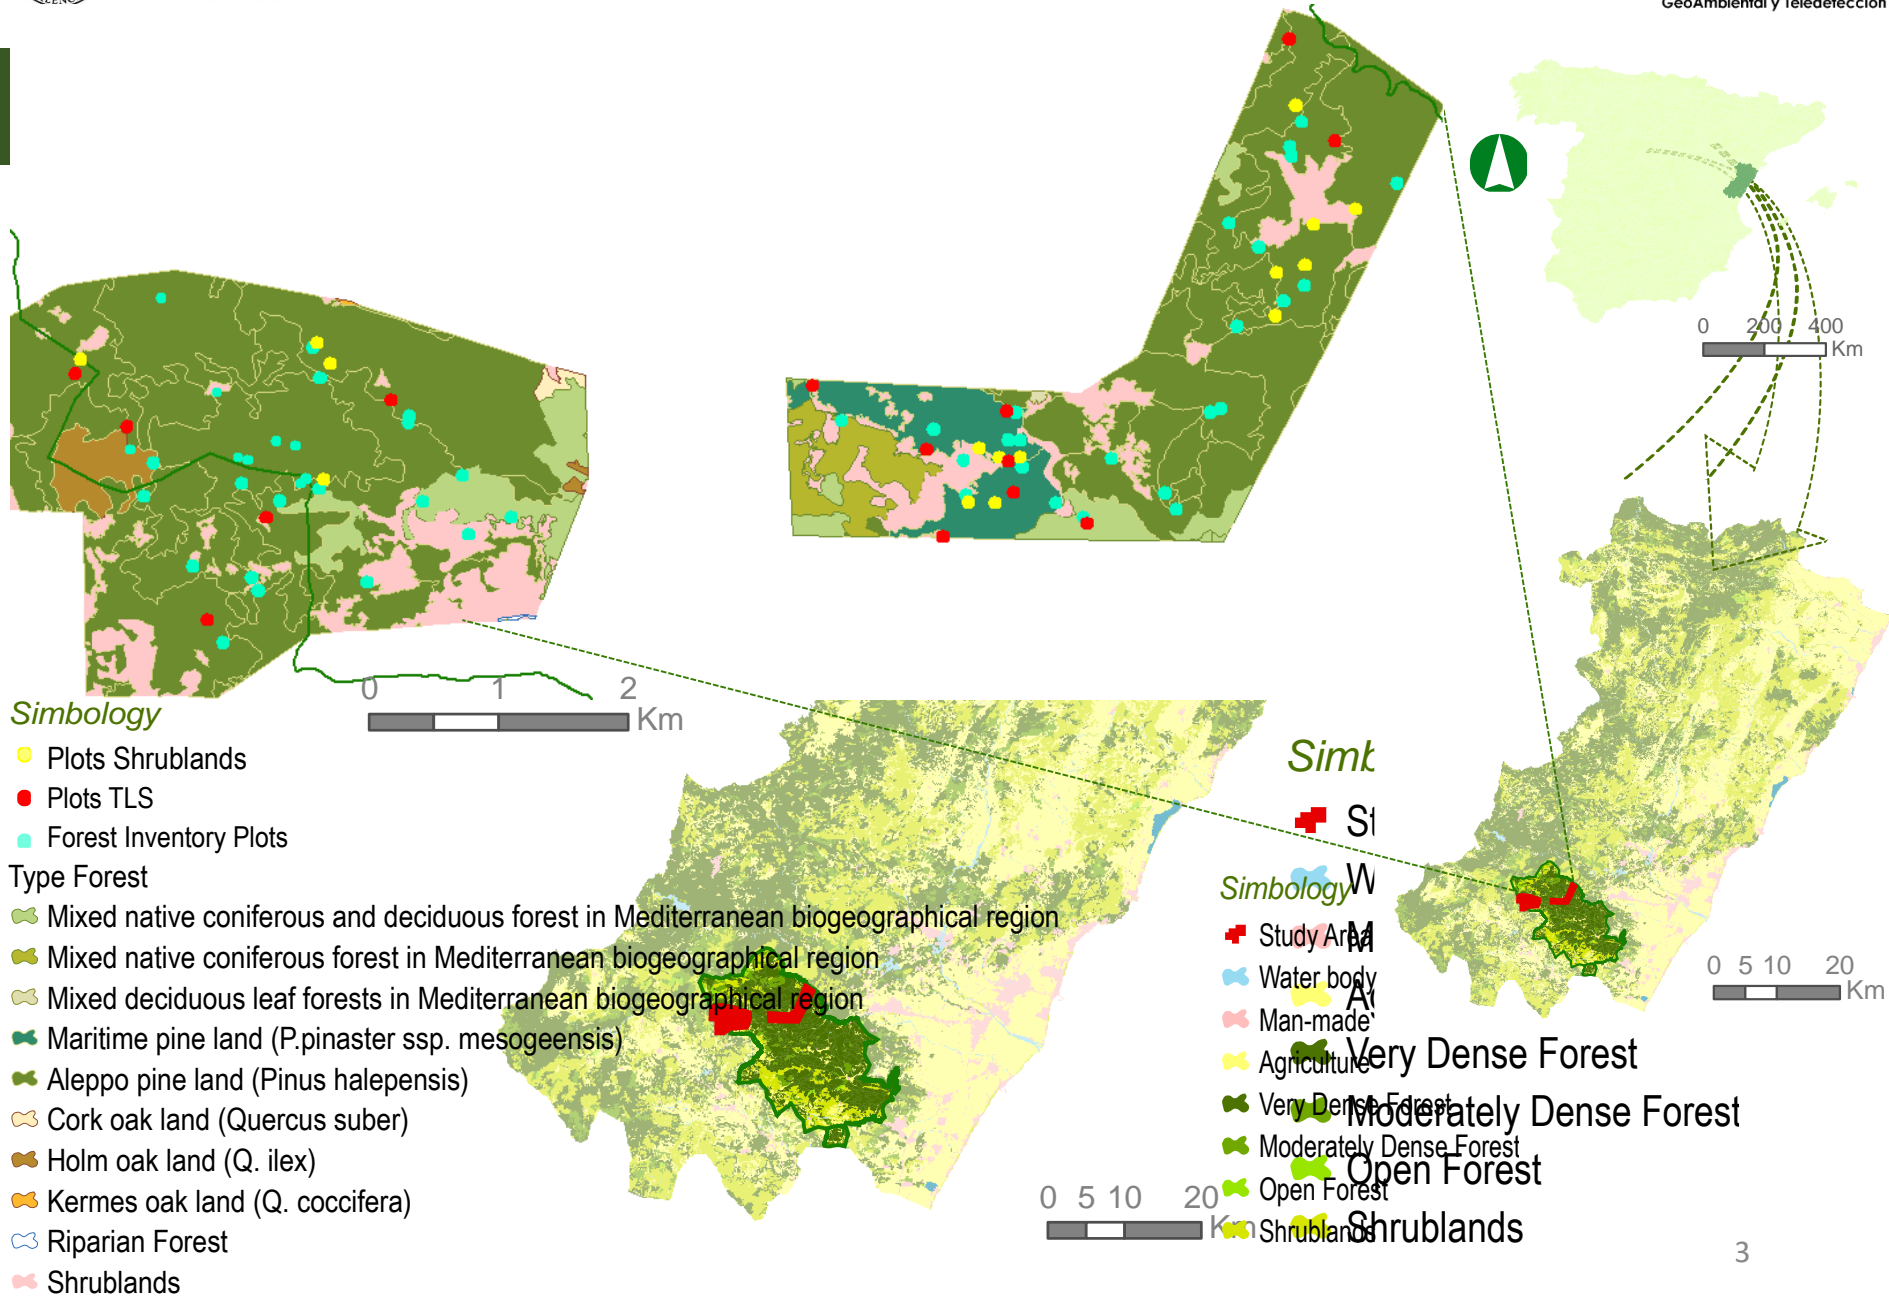 GeoAmbiental y Teledetección
0 200 400
Km
0 1 2
Km
Simbology
Plots Shrublands
Plots TLS
Forest Inventory Plots
Type Forest
Mixed native coniferous and deciduous forest in Mediterranean biogeographical region
Mixed native coniferous forest in Mediterranean biogeographical region
Mixed deciduous leaf forests in Mediterranean biogeographical region
Maritime pine land (P.pinaster ssp. mesogeensis)
Aleppo pine land (Pinus halepensis)
Cork oak land (Quercus suber)
Holm oak land (Q. ilex)
Kermes oak land (Q. coccifera)
Riparian Forest
Shrublands
0 5 10 20
Km
Simbology
Study Area
Water body
Man-made
Agriculture
Very Dense Forest
Moderately Dense Forest
Open Forest
Shrublands
Very Dense Forest
Moderately Dense Forest
Open Forest
Shrublands
0 5 10 20
Km
3